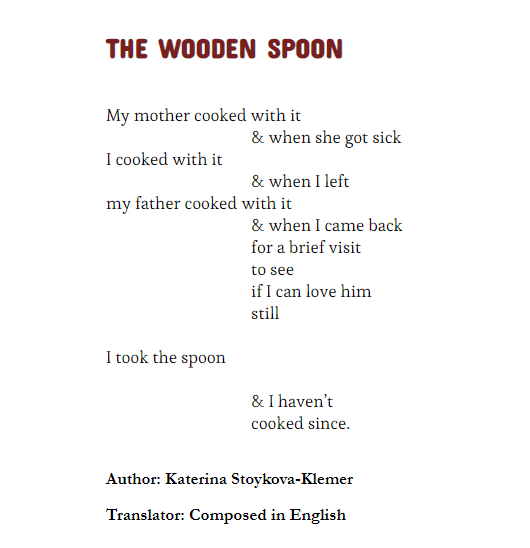 THE WOODEN SPOON
My mother cooked with it
& when she got sick
I cooked with it
& when I left
my father cooked with it
& when I came back
for a brief visit
to see
if I can love him
still
I took the spoon
& I haven’t
cooked since.
Author: Katerina Stoykova-Klemer
Translator: Composed in English